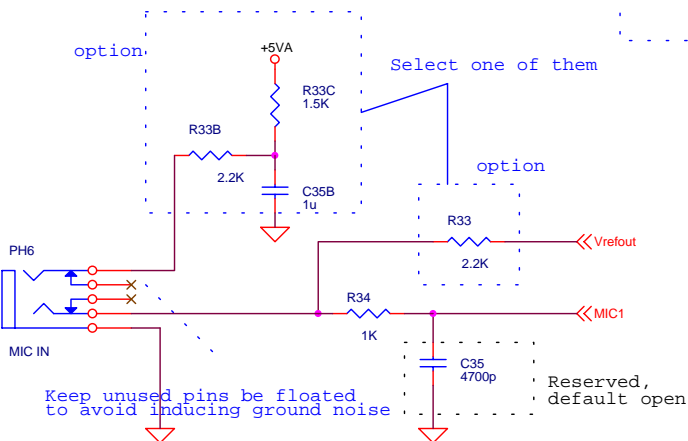 option
+5VA
Select one of them
R33C
1.5K
R33B
2.2K
C35B
1u
option
R33
2.2K
Vrefout
PH6
R34
1K
MIC1
MIC IN
C35
4700p
Reserved,
default open
Keep unused pins be floated
to avoid inducing ground noise